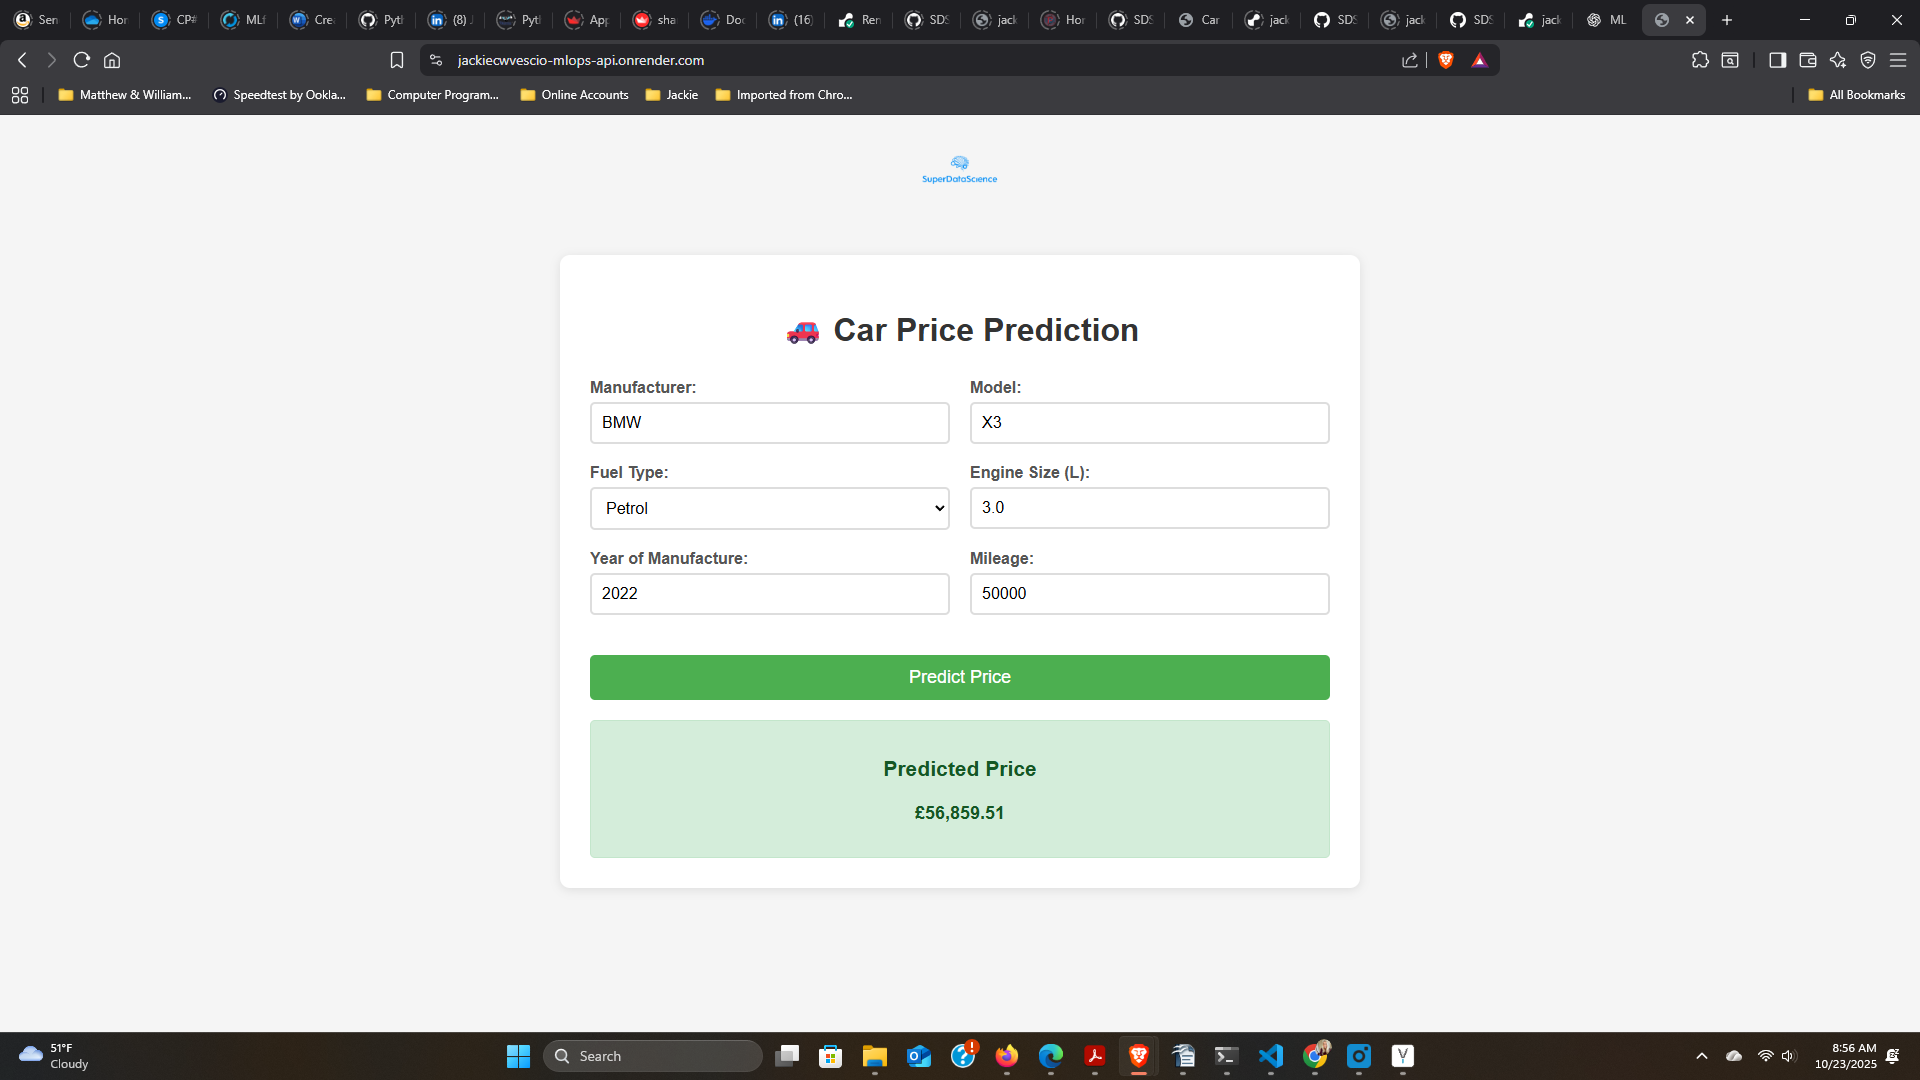 Sen
Hor
CP#
MLf
Cre
Pyth
(8) J
Pyt
App
sha
Doc
(16)
Ren
SDS
jack
Hor
SDS
Car
jack
SDS
jack
SDS
jack
ML
jackiecwvescio-mlops-api.onrender.com
Matthew & William...
Speedtest by Ookla...
Computer Program...
Online Accounts
Jackie
Imported from Chro...
All Bookmarks
SuperDataScience
Car Price Prediction
Manufacturer:
Model:
BMW
X3
Fuel Type:
Engine Size (L):
Petrol
3.0
Year of Manufacture:
Mileage:
2022
50000
Predict Price
Predicted Price
£56,859.51
51°F
Cloudy
Search
8:56 AM
10/23/2025